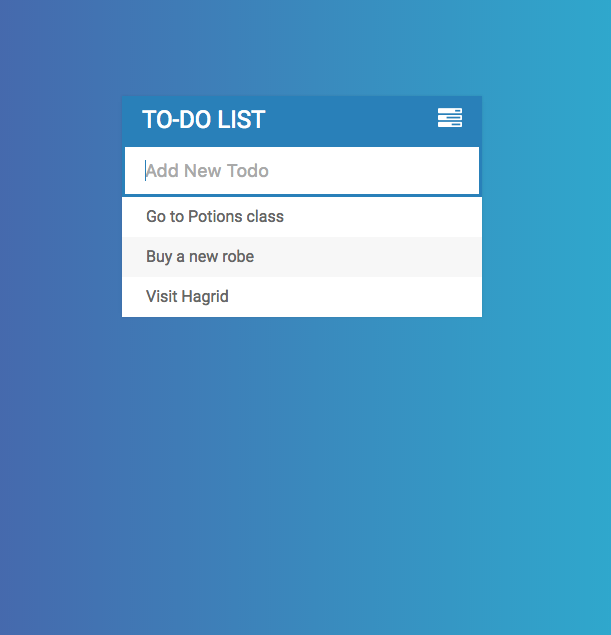 TO-DO LIST
Add New Todo
Go to Potions class
Buy a new robe
Visit Hagrid